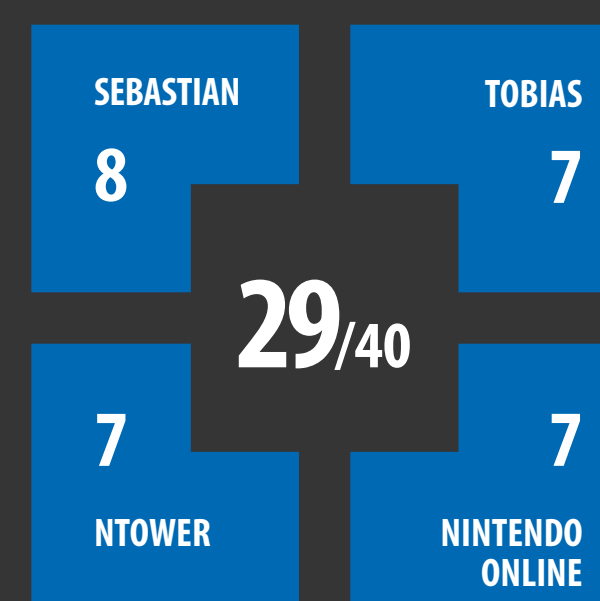 SEBASTIAN
8
TOBIAS
7
29/40
7
NTOWER
7
NINTENDO
ONLINE